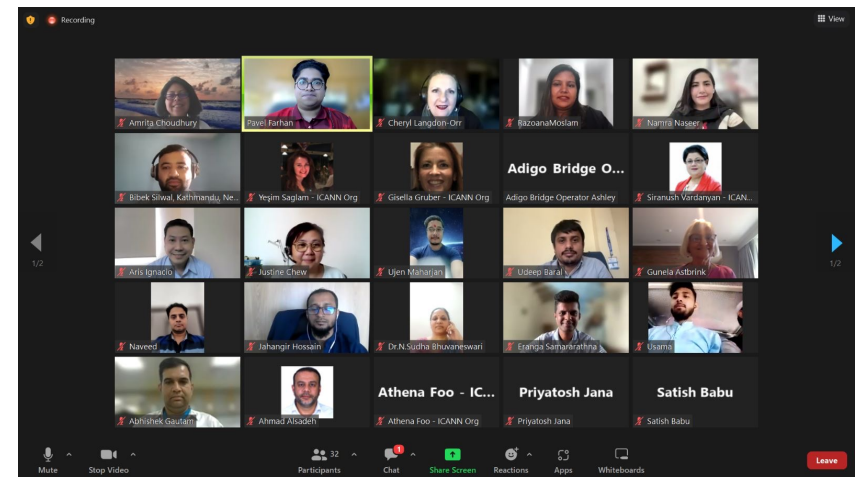 Recording
View
Amrita Choudhury
Pavel Farhan
Cheryl Langdon-Orr
RazoanaMoslam
Namra Naseer
Bibek Silwal, Kathmandu, Ne...
Yeşim Saglam - ICANN Org
Gisella Gruber - ICANN Org
Adigo Bridge O...
Adigo Bridge Operator Ashley
Siranush Vardanyan - ICAN...
Aris Ignacio
Justine Chew
Ujen Maharjan
Udeep Baral
Gunela Astbrink
1/2
1/2
Naveed
Jahangir Hossain
Dr.N.Sudha Bhuvaneswari
Eranga Samararathna
Usama
Abhishek Gautam
Ahmad Alsadeh
Athena Foo - IC...
Athena Foo - ICANN Org
Priyatosh Jana
Priyatosh Jana
Satish Babu
Satish Babu
Mute
Stop Video
32
Participants
1
Chat
Share Screen
Reactions
Apps
Whiteboards
Leave